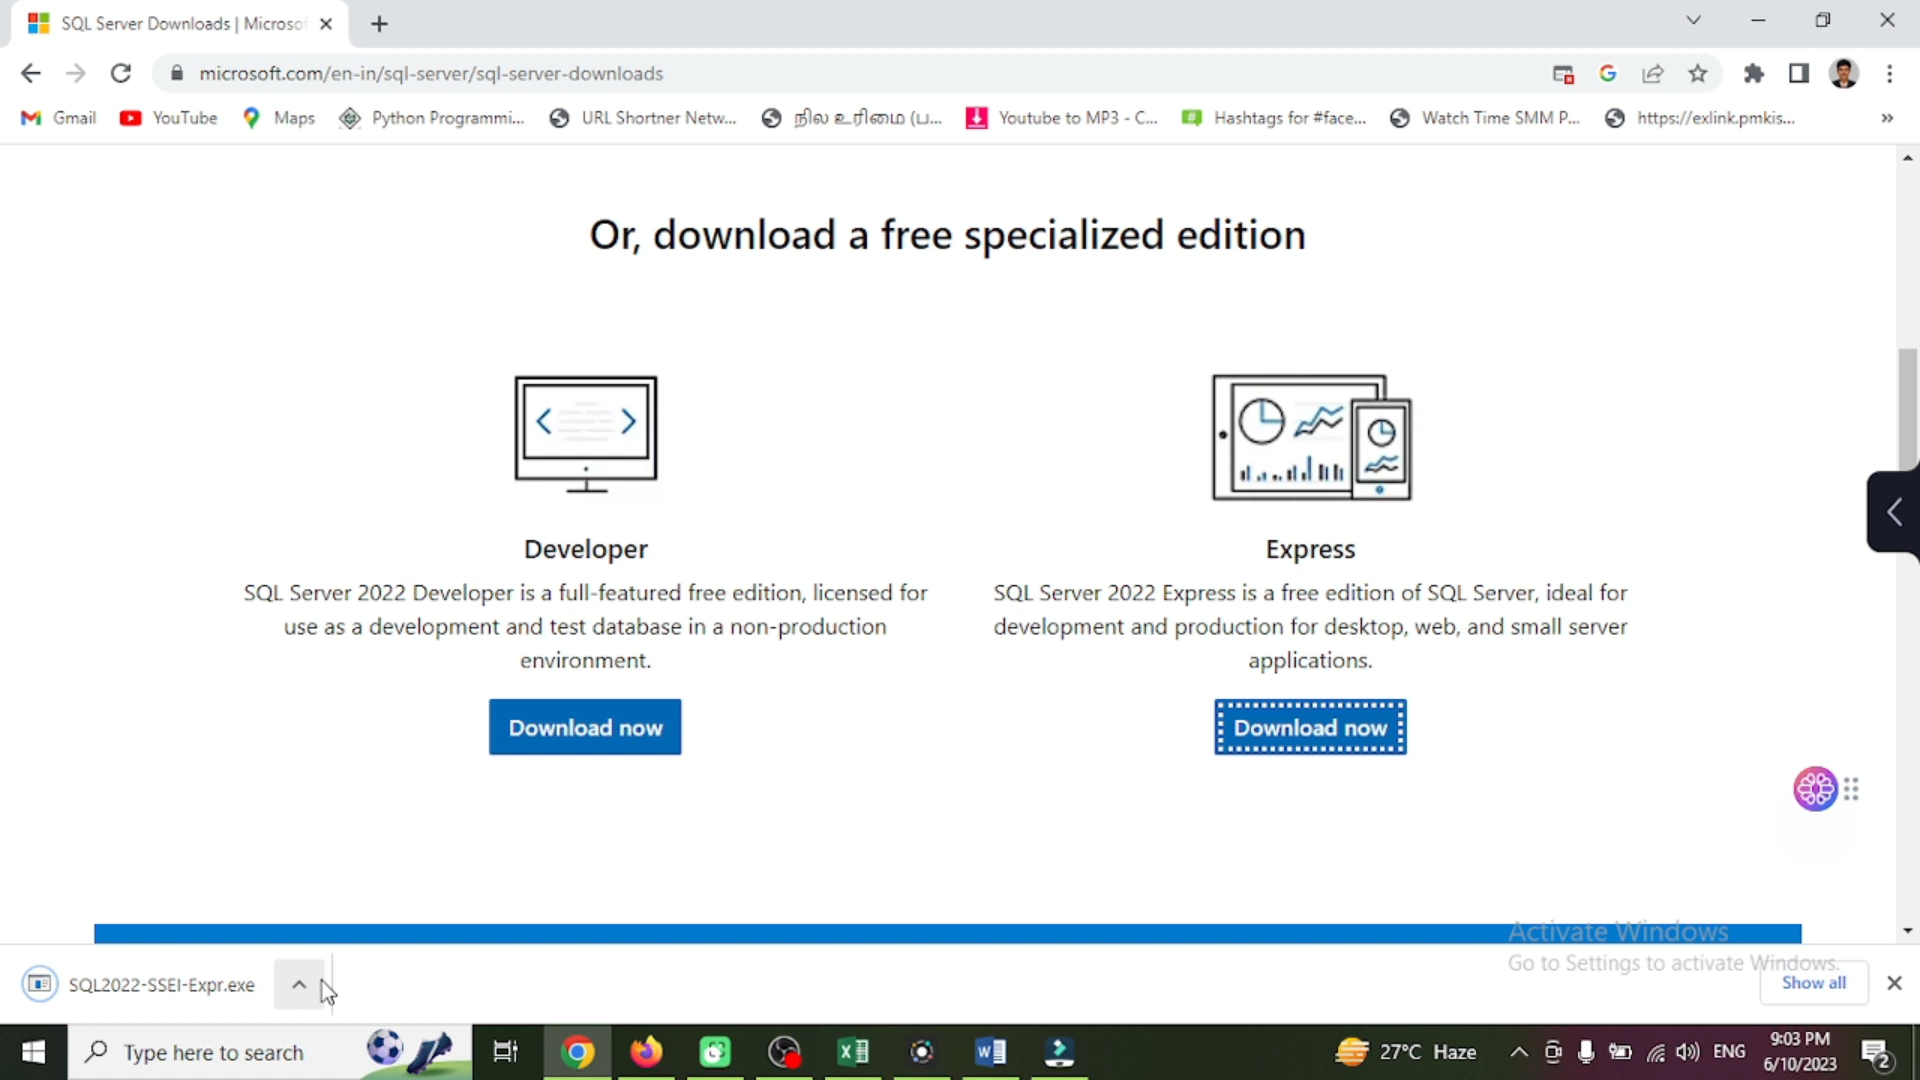 SQL Server Downloads | Microsof
microsoft.com/en-in/sql-server/sql-server-downloads
Gmail YouTube Maps Python Programmi... URL Shortner Netw... நில உரிமை (ப... Youtube to MP3 - C... Hashtags for #face... Watch Time SMM P... https://exlink.pmkis... »
Or, download a free specialized edition
Developer
SQL Server 2022 Developer is a full-featured free edition, licensed for
use as a development and test database in a non-production
environment.
Download now
Express
SQL Server 2022 Express is a free edition of SQL Server, ideal for
development and production for desktop, web, and small server
applications.
Download now
Activate Windows
Go to Settings to activate Windows.
SQL2022-SSEI-Expr.exe
Show all
Type here to search
27°C Haze
ENG
9:03 PM
6/10/2023
2